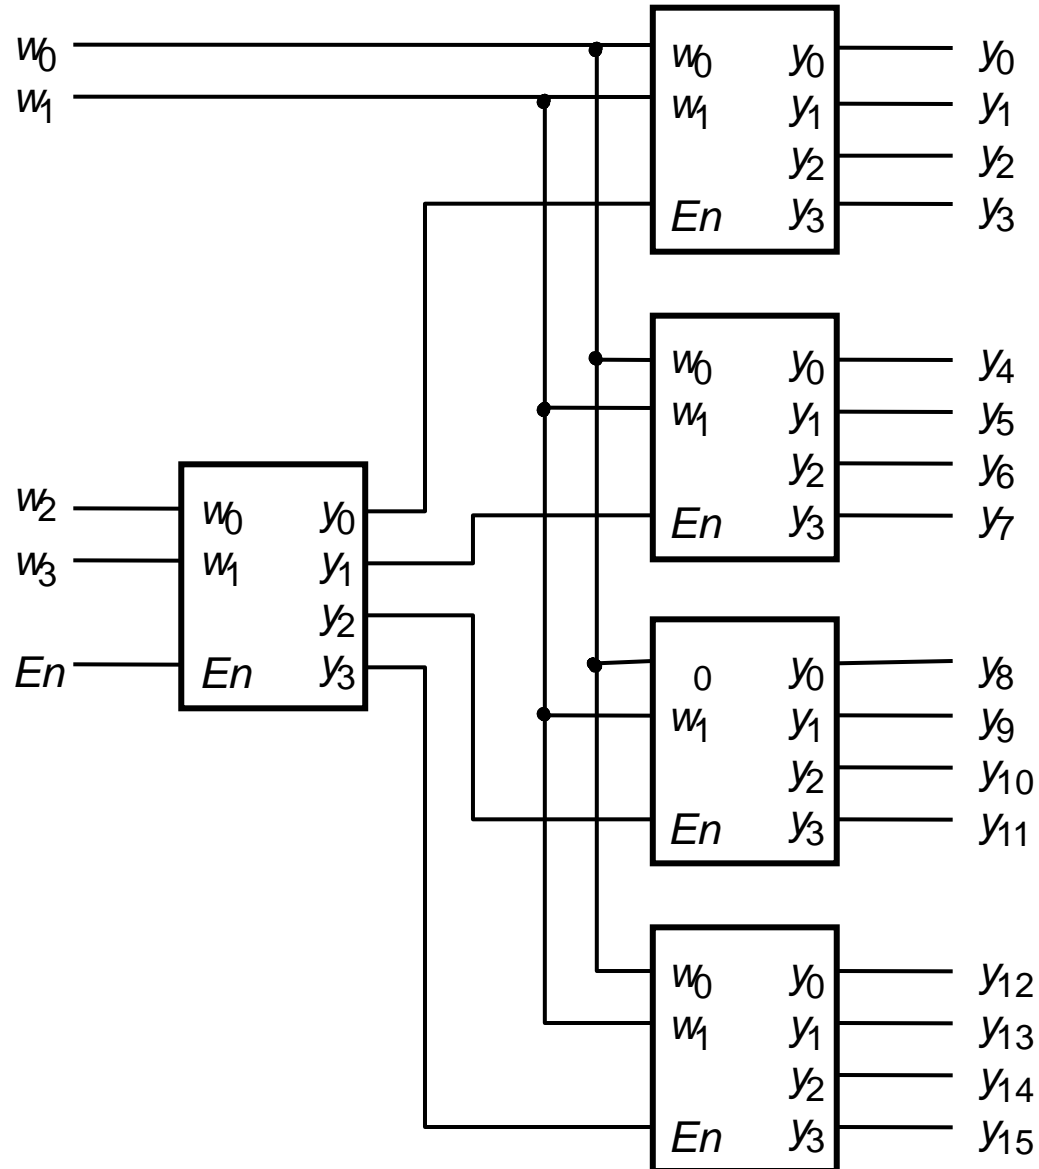 w0 w0 y0 y0
w1 w1 y1 y1
y2 y2
En y3 y3
w0 y0 y4
w1 y1 y5
y2 y6
w2 w0 y0 En y3 y7
w3 w1 y1
y2
En En y3 0 y0 y8
w1 y1 y9
y2 y10
En y3 y11
w0 y0 y12
w1 y1 y13
y2 y14
En y3 y15